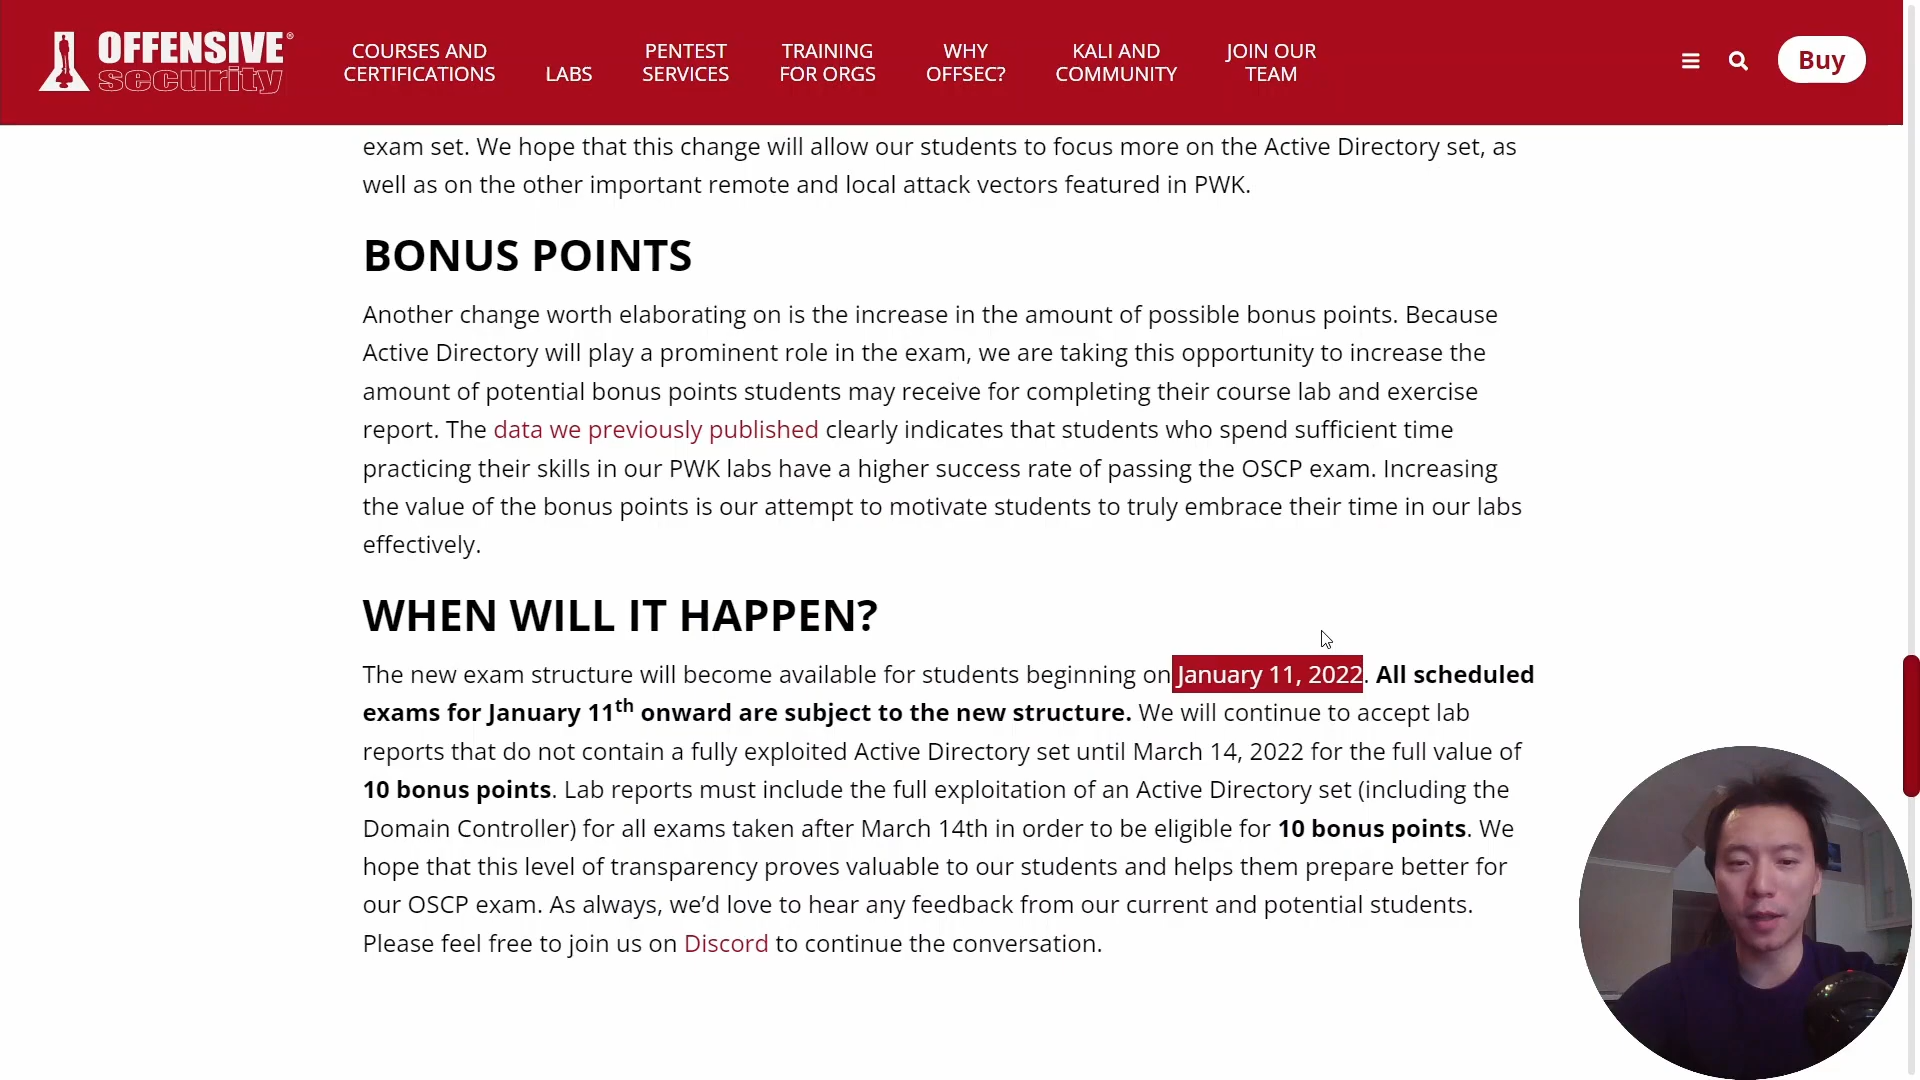 OFFENSIVE®
security
COURSES AND
CERTIFICATIONS
LABS
PENTEST
SERVICES
TRAINING
FOR ORGS
WHY
OFFSEC?
KALI AND
COMMUNITY
JOIN OUR
TEAM
Buy
exam set. We hope that this change will allow our students to focus more on the Active Directory set, as
well as on the other important remote and local attack vectors featured in PWK.
BONUS POINTS
Another change worth elaborating on is the increase in the amount of possible bonus points. Because
Active Directory will play a prominent role in the exam, we are taking this opportunity to increase the
amount of potential bonus points students may receive for completing their course lab and exercise
report. The data we previously published clearly indicates that students who spend sufficient time
practicing their skills in our PWK labs have a higher success rate of passing the OSCP exam. Increasing
the value of the bonus points is our attempt to motivate students to truly embrace their time in our labs
effectively.
WHEN WILL IT HAPPEN?
The new exam structure will become available for students beginning on January 11, 2022. All scheduled
exams for January 11th onward are subject to the new structure. We will continue to accept lab
reports that do not contain a fully exploited Active Directory set until March 14, 2022 for the full value of
10 bonus points. Lab reports must include the full exploitation of an Active Directory set (including the
Domain Controller) for all exams taken after March 14th in order to be eligible for 10 bonus points. We
hope that this level of transparency proves valuable to our students and helps them prepare better for
our OSCP exam. As always, we’d love to hear any feedback from our current and potential students.
Please feel free to join us on Discord to continue the conversation.